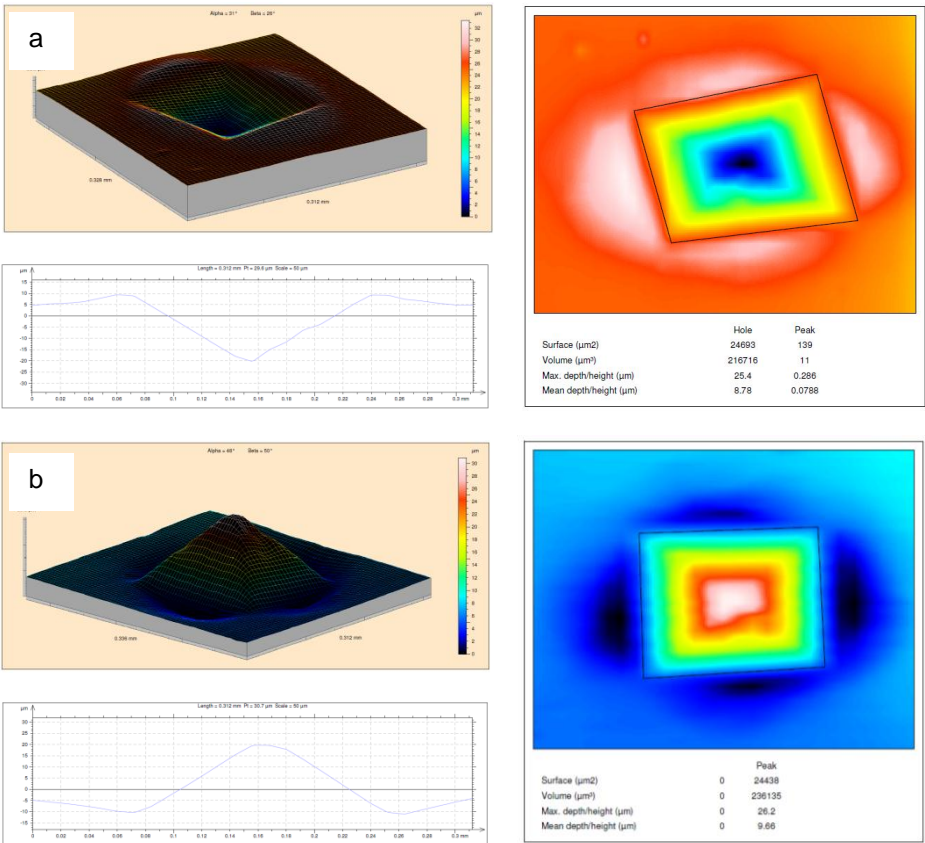 a
Alpha = 31° Beta = 26°
µm
32
30
28
26
24
22
20
18
16
14
12
10
8
6
4
2
0
0.328 mm
0.312 mm
Length = 0.312 mm Pt = 29.6 µm Scale = 50 µm
µm
15
10
5
0
-5
-10
-15
-20
-25
-30
0 0.02 0.04 0.06 0.08 0.1 0.12 0.14 0.16 0.18 0.2 0.22 0.24 0.26 0.28 0.3 mm
Hole Peak
Surface (µm2) 24693 139
Volume (µm³) 216716 11
Max. depth/height (µm) 25.4 0.286
Mean depth/height (µm) 8.78 0.0788
b
Alpha = 48° Beta = 50°
µm
30
28
26
24
22
20
18
16
14
12
10
8
6
4
2
0
0.336 mm
0.312 mm
Length = 0.312 mm Pt = 30.7 µm Scale = 50 µm
µm
30
25
20
15
10
5
0
-5
-10
-15
0 0.02 0.04 0.06 0.08 0.1 0.12 0.14 0.16 0.18 0.2 0.22 0.24 0.26 0.28 0.3 mm
Peak
Surface (µm2) 0 24438
Volume (µm³) 0 236135
Max. depth/height (µm) 0 26.2
Mean depth/height (µm) 0 9.66